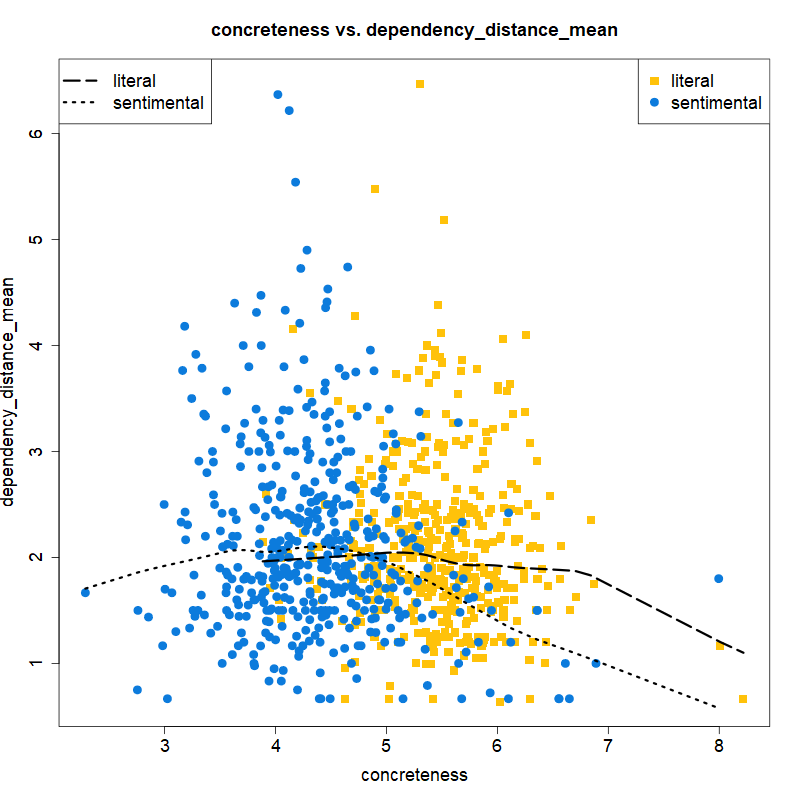 concreteness vs. dependency_distance_mean
literal
sentimental
literal
sentimental
dependency_distance_mean
6
5
4
3
2
1
3 4 5 6 7 8
concreteness